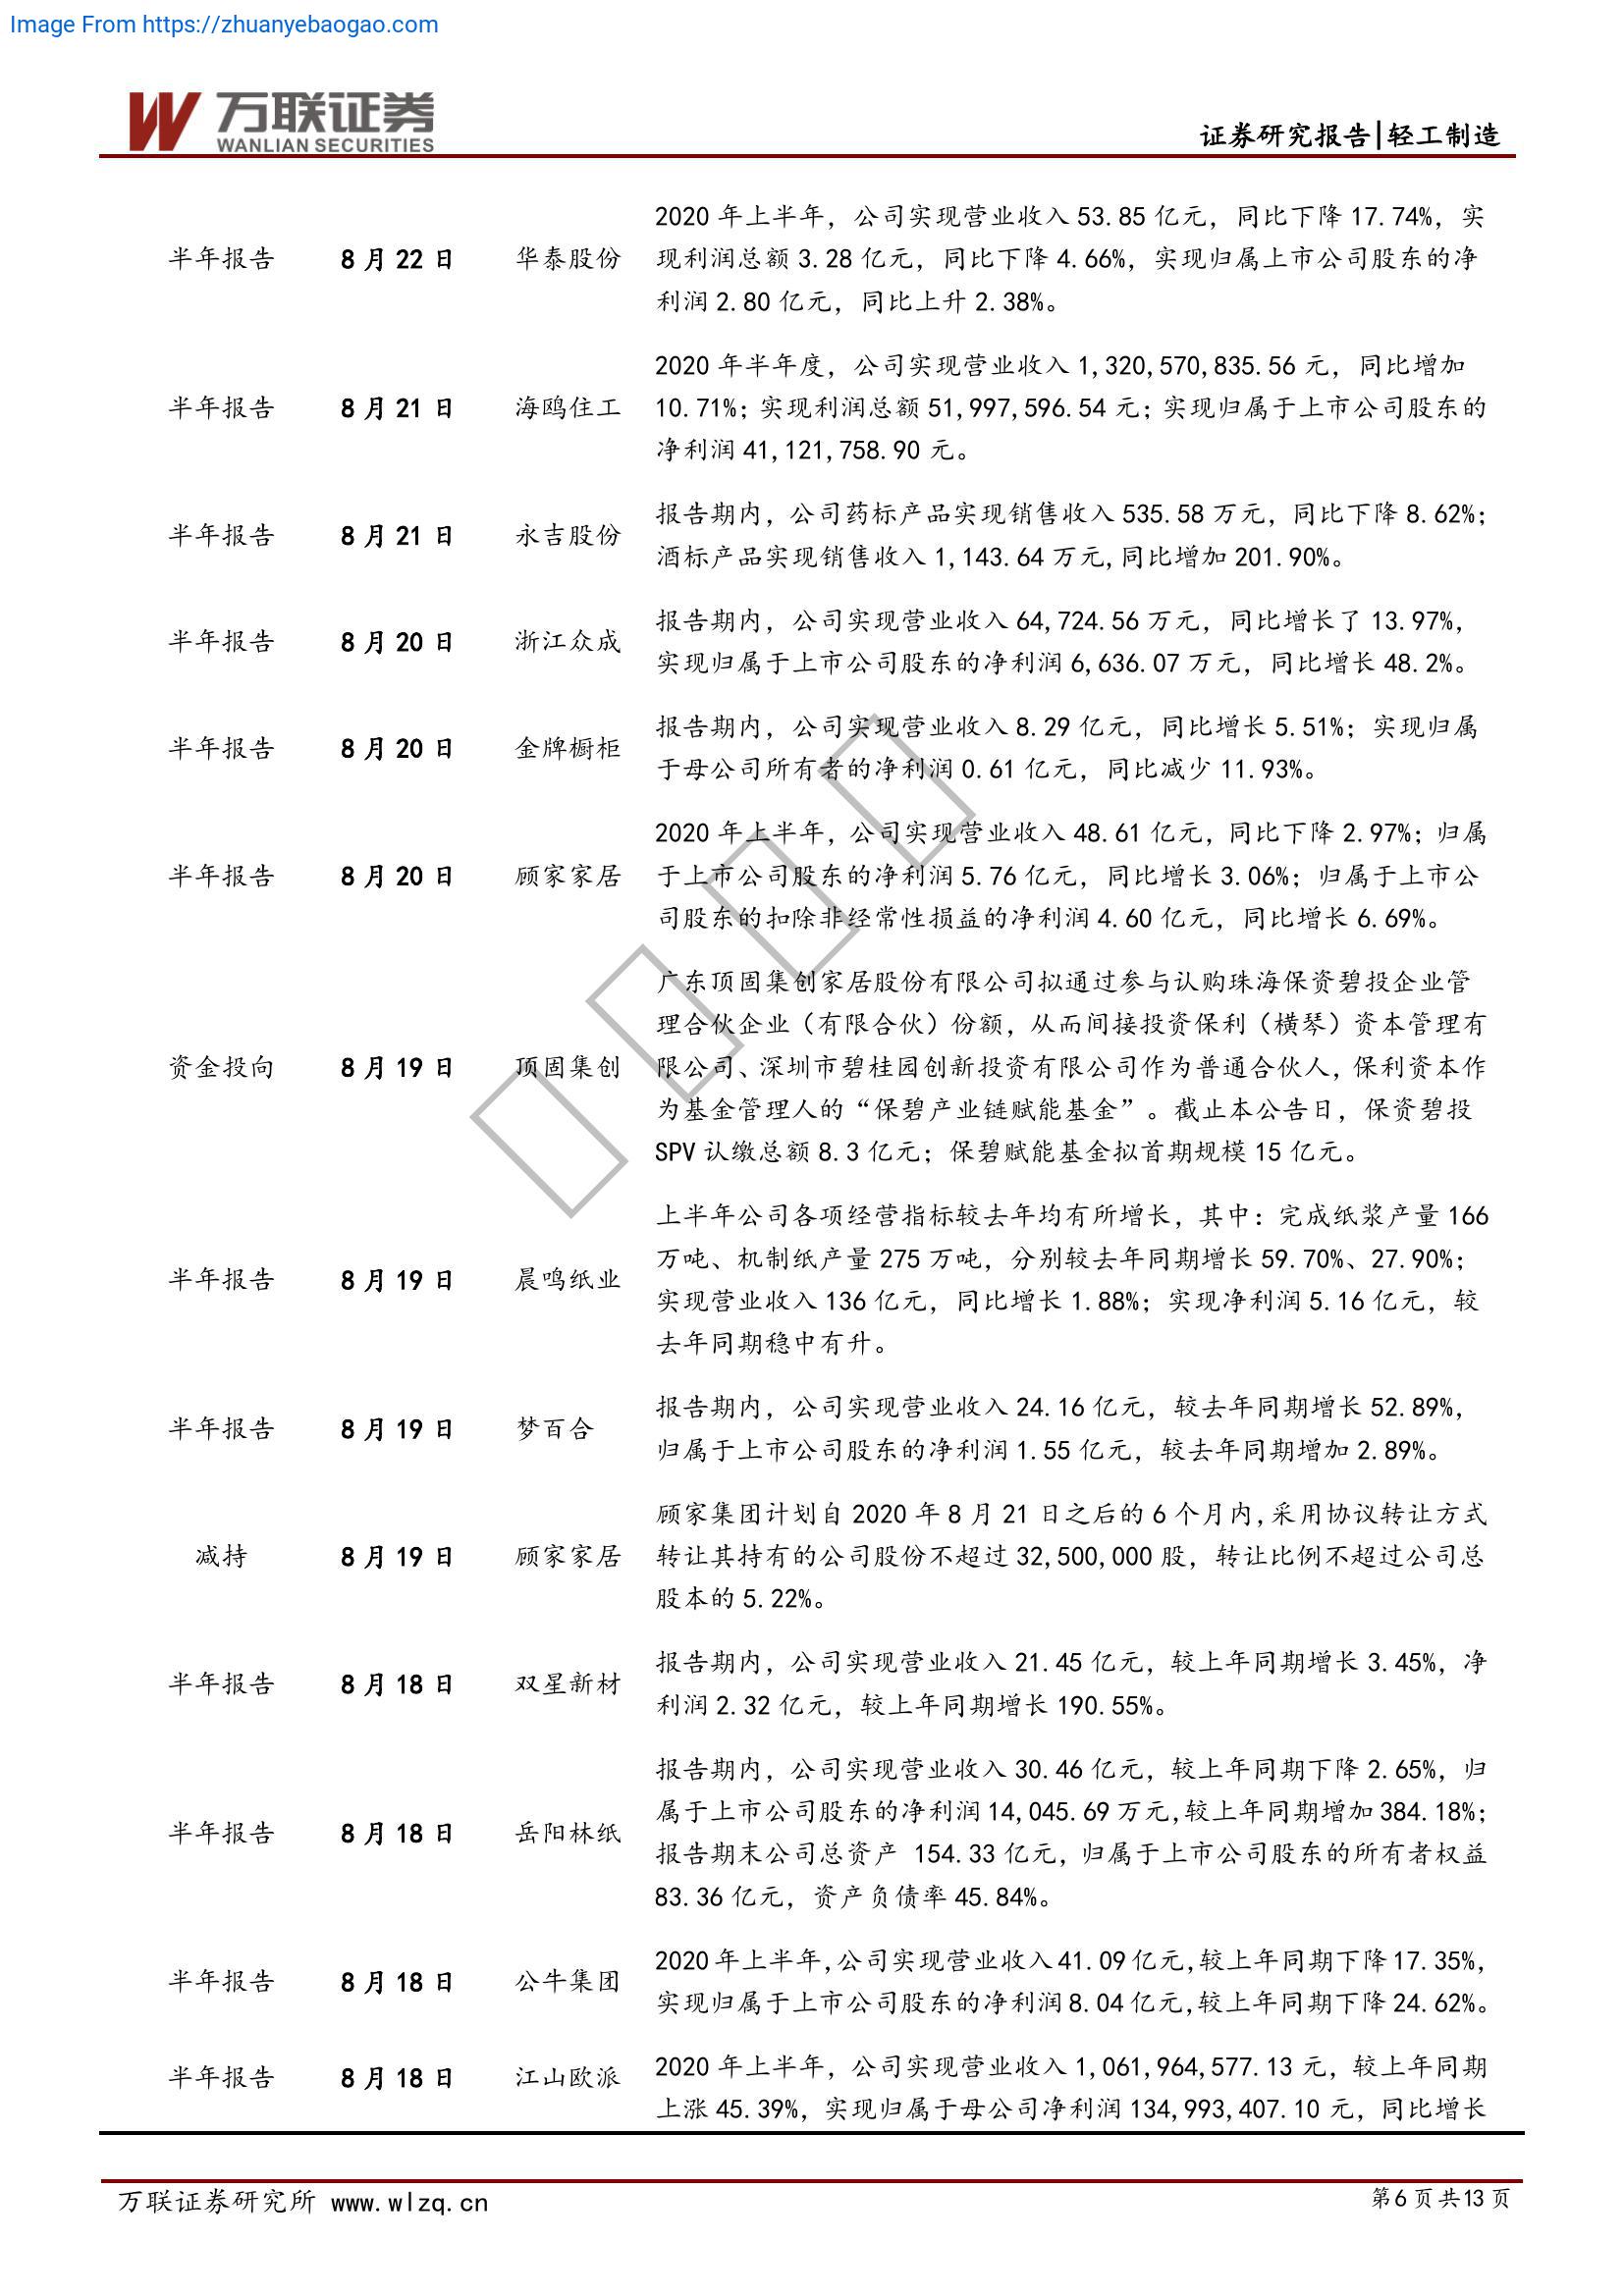 Image From https://zhuanyebaogao.com
万联证券
WANLIAN SECURITIES
证券研究报告|轻工制造
2020 年上半年，公司实现营业收入 53.85 亿元，同比下降 17.74%，实
半年报告 8 月 22 日 华泰股份 现利润总额 3.28 亿元，同比下降 4.66%，实现归属上市公司股东的净
利润 2.80 亿元，同比上升 2.38%。
2020 年半年度，公司实现营业收入 1,320,570,835.56 元，同比增加
半年报告 8 月 21 日 海鸥住工 10.71%；实现利润总额 51,997,596.54 元；实现归属于上市公司股东的
净利润 41,121,758.90 元。
报告期内，公司药标产品实现销售收入 535.58 万元，同比下降 8.62%；
半年报告 8 月 21 日 永吉股份
酒标产品实现销售收入 1,143.64 万元,同比增加 201.90%。
报告期内，公司实现营业收入 64,724.56 万元，同比增长了 13.97%，
半年报告 8 月 20 日 浙江众成
实现归属于上市公司股东的净利润 6,636.07 万元，同比增长 48.2%。
报告期内，公司实现营业收入 8.29 亿元，同比增长 5.51%；实现归属
半年报告 8 月 20 日 金牌橱柜
于母公司所有者的净利润 0.61 亿元，同比减少 11.93%。
2020 年上半年，公司实现营业收入 48.61 亿元，同比下降 2.97%；归属
半年报告 8 月 20 日 顾家家居 于上市公司股东的净利润 5.76 亿元，同比增长 3.06%；归属于上市公
司股东的扣除非经常性损益的净利润 4.60 亿元，同比增长 6.69%。
广东顶固集创家居股份有限公司拟通过参与认购珠海保资碧投企业管
理合伙企业（有限合伙）份额，从而间接投资保利（横琴）资本管理有
资金投向 8 月 19 日 顶固集创 限公司、深圳市碧桂园创新投资有限公司作为普通合伙人，保利资本作
为基金管理人的“保碧产业链赋能基金”。截止本公告日，保资碧投
SPV 认缴总额 8.3 亿元；保碧赋能基金拟首期规模 15 亿元。
上半年公司各项经营指标较去年均有所增长，其中：完成纸浆产量 166
万吨、机制纸产量 275 万吨，分别较去年同期增长 59.70%、27.90%；
半年报告 8 月 19 日 晨鸣纸业
实现营业收入 136 亿元，同比增长 1.88%；实现净利润 5.16 亿元，较
去年同期稳中有升。
报告期内，公司实现营业收入 24.16 亿元，较去年同期增长 52.89%，
半年报告 8 月 19 日 梦百合
归属于上市公司股东的净利润 1.55 亿元，较去年同期增加 2.89%。
顾家集团计划自 2020 年 8 月 21 日之后的 6 个月内,采用协议转让方式
减持 8 月 19 日 顾家家居 转让其持有的公司股份不超过 32,500,000 股，转让比例不超过公司总
股本的 5.22%。
报告期内，公司实现营业收入 21.45 亿元，较上年同期增长 3.45%，净
半年报告 8 月 18 日 双星新材
利润 2.32 亿元，较上年同期增长 190.55%。
报告期内，公司实现营业收入 30.46 亿元，较上年同期下降 2.65%，归
属于上市公司股东的净利润 14,045.69 万元,较上年同期增加 384.18%；
半年报告 8 月 18 日 岳阳林纸
报告期末公司总资产 154.33 亿元，归属于上市公司股东的所有者权益
83.36 亿元，资产负债率 45.84%。
2020 年上半年,公司实现营业收入 41.09 亿元,较上年同期下降 17.35%,
半年报告 8 月 18 日 公牛集团
实现归属于上市公司股东的净利润 8.04 亿元,较上年同期下降 24.62%。
2020 年上半年，公司实现营业收入 1,061,964,577.13 元，较上年同期
半年报告 8 月 18 日 江山欧派
上涨 45.39%，实现归属于母公司净利润 134,993,407.10 元，同比增长
万联证券研究所 www.wlzq.cn
第 6 页 共 13 页